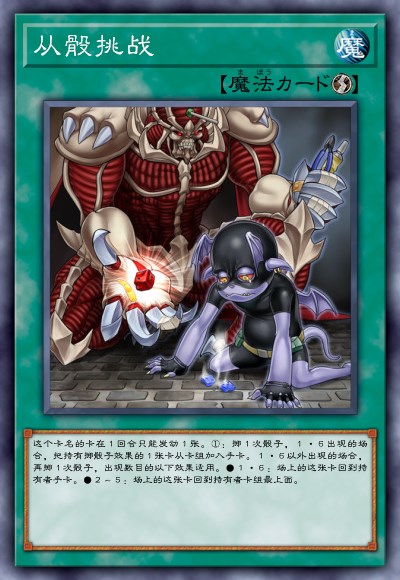 从骰挑战
魔
【魔法カード】
まほう
这个卡名的卡在1回合只能发动1张。①：掷1次骰子，1·6出现的场
合，把持有掷骰子效果的1张卡从卡组加入手卡。1·6以外出现的场合，
再掷1次骰子，出现数目的以下效果适用。●1·6：场上的这张卡回到持
有者手卡。●2－5：场上的这张卡回到持有者卡组最上面。